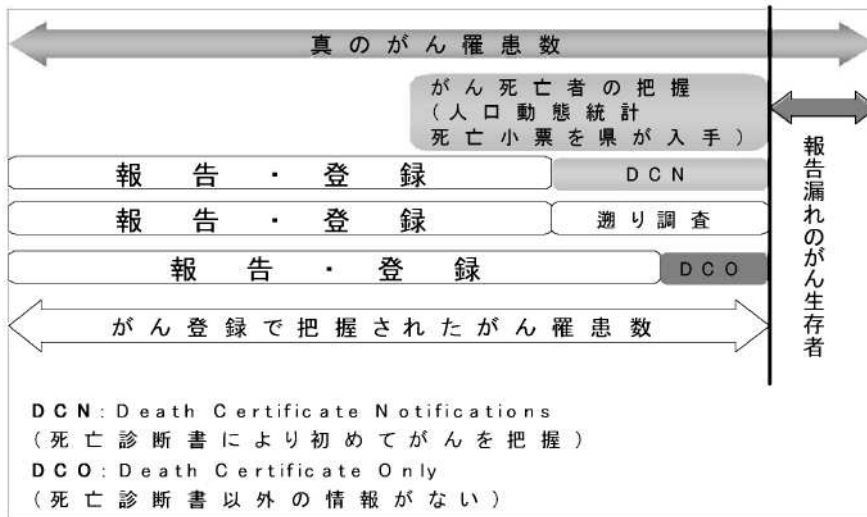 真のがん罹患数
がん死亡者の把握
(人口動態統計
死亡小票を県が入手)
報告・登録
DCN
報告・登録
遡り調査
報告・登録
DCO
がん登録で把握されたがん罹患数
報告漏れのがん生存者
DCN:Death Certificate Notifications
(死亡診断書により初めてがんを把握)
DCO:Death Certificate Only
(死亡診断書以外の情報がない)